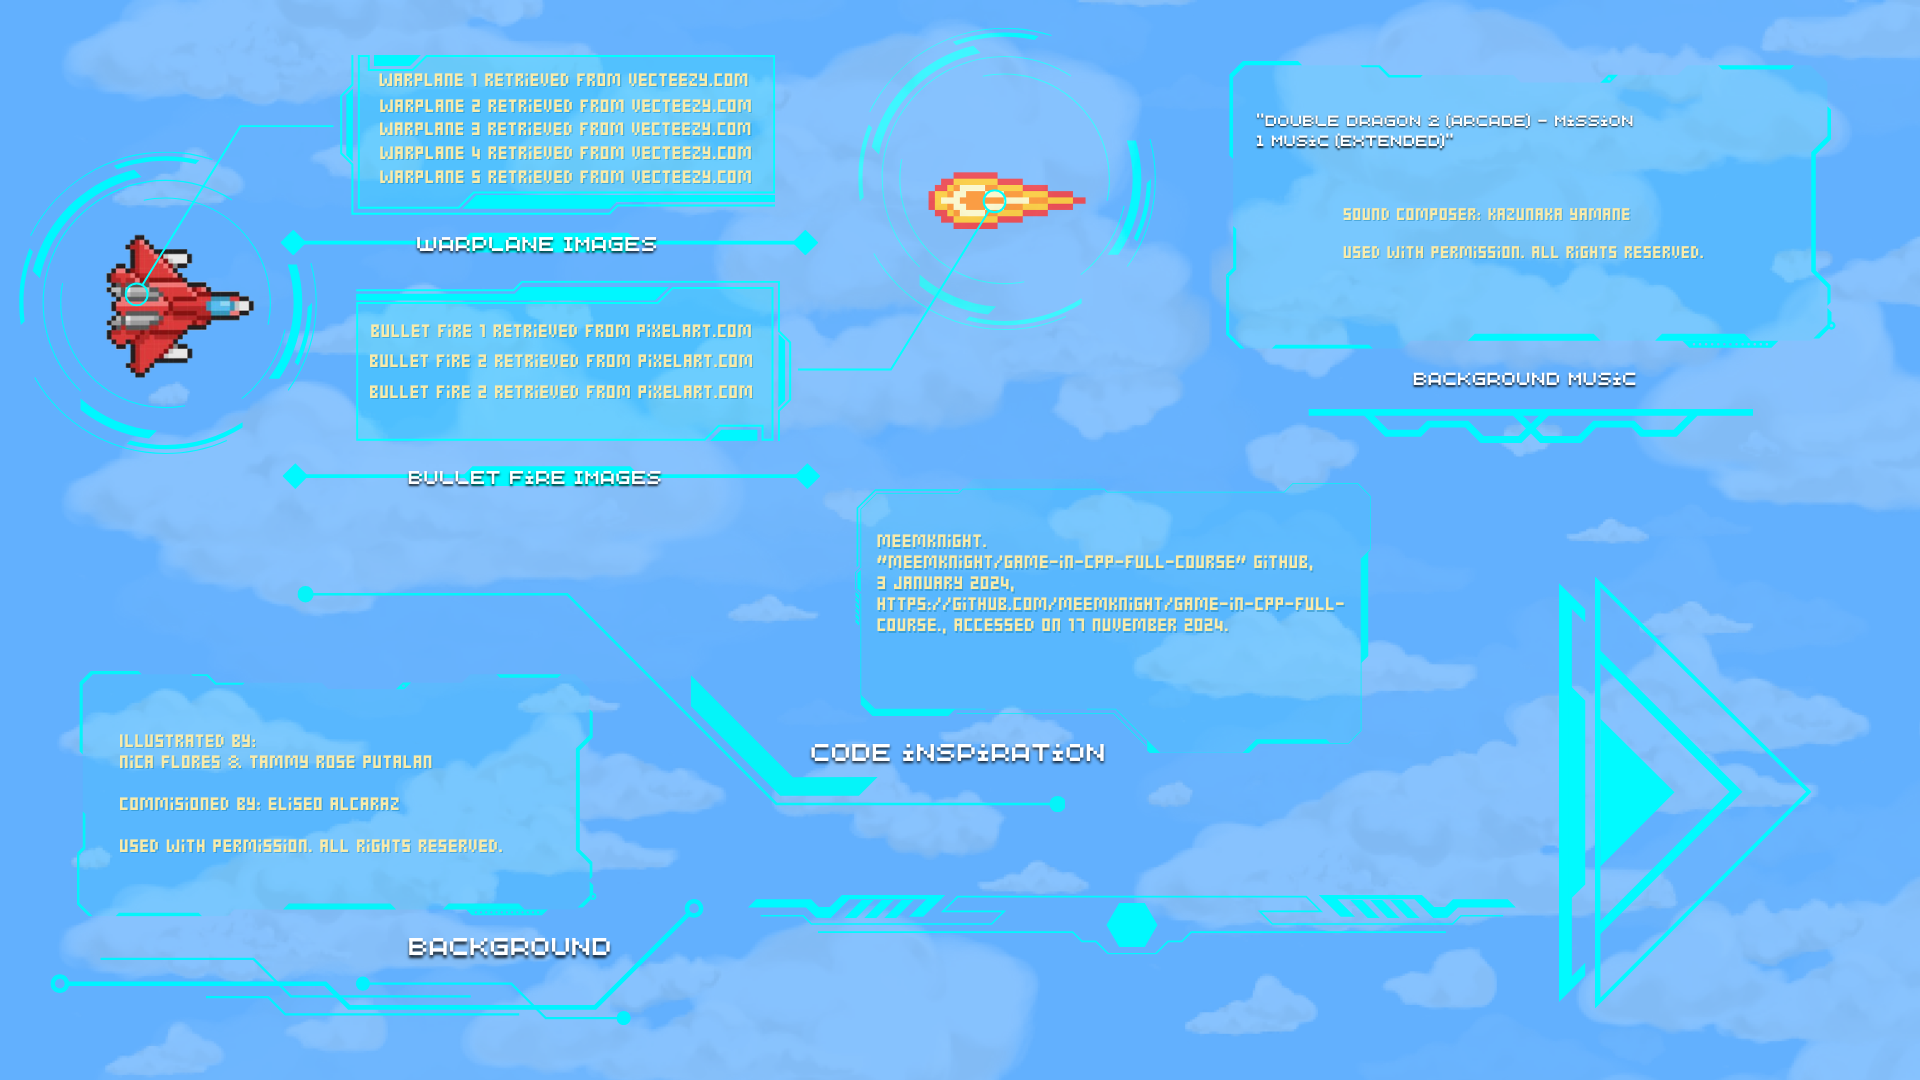 WARPLANE 1 RETRIEVED FROM VECTEEZY.COM
WARPLANE 2 RETRIEVED FROM VECTEEZY.COM
WARPLANE 3 RETRIEVED FROM VECTEEZY.COM
WARPLANE 4 RETRIEVED FROM VECTEEZY.COM
WARPLANE 5 RETRIEVED FROM VECTEEZY.COM
WARPLANE IMAGES
BULLET FIRE 1 RETRIEVED FROM PIXELART.COM
BULLET FIRE 2 RETRIEVED FROM PIXELART.COM
BULLET FIRE 2 RETRIEVED FROM PIXELART.COM
BULLET FIRE IMAGES
"DOUBLE DRAGON 2 (ARCADE) - MISSION
1 MUSIC (EXTENDED)"
SOUND COMPOSER: KAZUNAKA YAMANE
USED WITH PERMISSION. ALL RIGHTS RESERVED.
BACKGROUND MUSIC
MEEMKNIGHT.
"MEEMKNIGHT/GAME-IN-CPP-FULL-COURSE" GITHUB,
3 JANUARY 2024,
HTTPS://GITHUB.COM/MEEMKNIGHT/GAME-IN-CPP-FULL-
COURSE., ACCESSED ON 17 NUVEMBER 2024.
CODE INSPIRATION
ILLUSTRATED BY:
NICA FLORES & TAMMY ROSE PUTALAN
COMMISIONED BY: ELISEO ALCARAZ
USED WITH PERMISSION. ALL RIGHTS RESERVED.
BACKGROUND